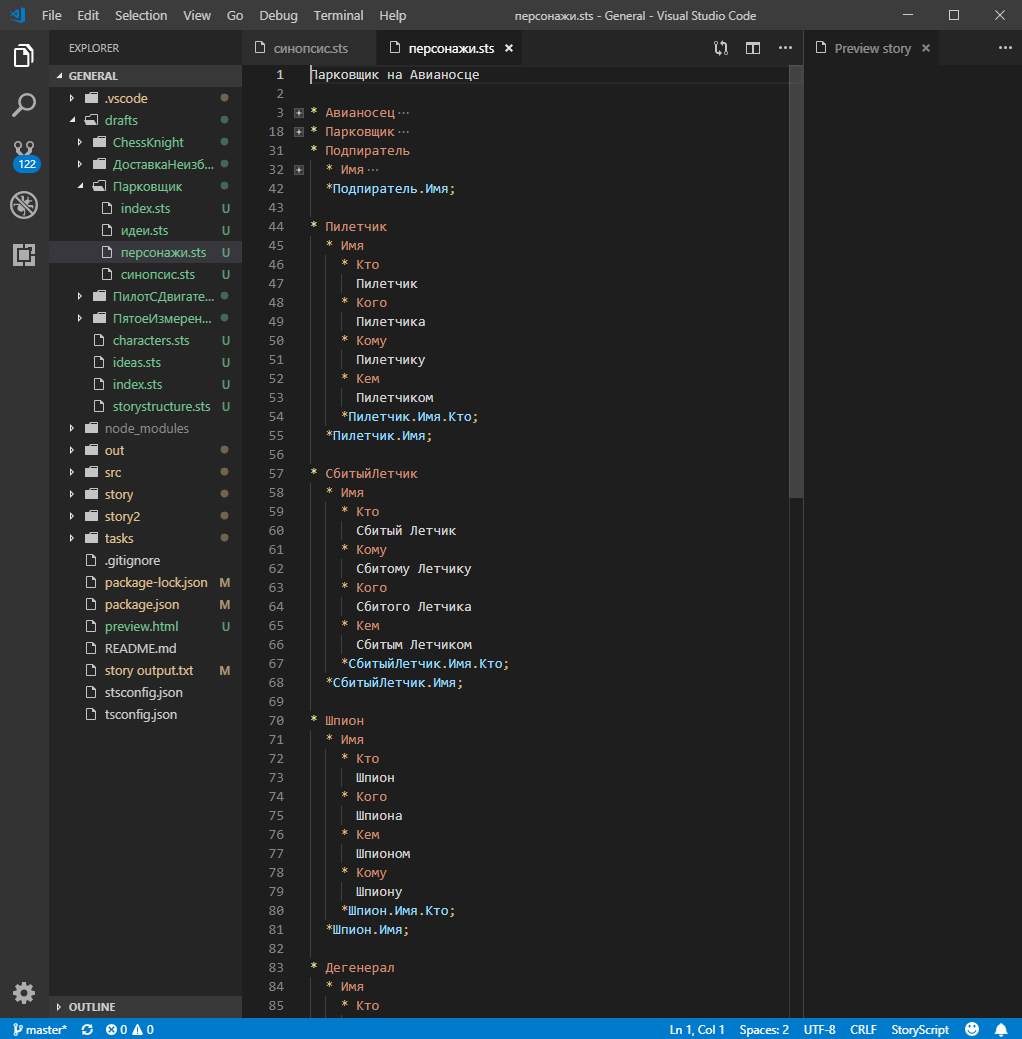 File Edit Selection View Go Debug Terminal Help персонажи.sts - General - Visual Studio Code
EXPLORER
GENERAL
.vscode
drafts
ChessKnight
ДоставкаНеизб...
Парковщик
index.sts U
идеи.sts U
персонажи.sts U
синопсис.sts U
ПилотСДвигате...
ПятоеИзмерен...
characters.sts U
ideas.sts U
index.sts U
storystructure.sts U
node_modules
out
src
story
story2
tasks
.gitignore
package-lock.json M
package.json M
preview.html U
README.md
story output.txt M
stsconfig.json
tsconfig.json
OUTLINE
122
синопсис.sts персонажи.sts Preview story
1 Парковщик на Авианосце
2
3 * Авианосец ...
18 * Парковщик ...
31 * Подпиратель
32 * Имя ...
42 *Подпиратель.Имя;
43
44 * Пилетчик
45 * Имя
46 * Кто
47 Пилетчик
48 * Кого
49 Пилетчика
50 * Кому
51 Пилетчику
52 * Кем
53 Пилетчиком
54 *Пилетчик.Имя.Кто;
55 *Пилетчик.Имя;
56
57 * СбитыйЛетчик
58 * Имя
59 * Кто
60 Сбитый Летчик
61 * Кому
62 Сбитому Летчику
63 * Кого
64 Сбитого Летчика
65 * Кем
66 Сбитым Летчиком
67 *СбитыйЛетчик.Имя.Кто;
68 *СбитыйЛетчик.Имя;
69
70 * Шпион
71 * Имя
72 * Кто
73 Шпион
74 * Кого
75 Шпиона
76 * Кем
77 Шпионом
78 * Кому
79 Шпиону
80 *Шпион.Имя.Кто;
81 *Шпион.Имя;
82
83 * Дегенерал
84 * Имя
85 * Кто
master* 0 0 Ln 1, Col 1 Spaces: 2 UTF-8 CRLF StoryScript